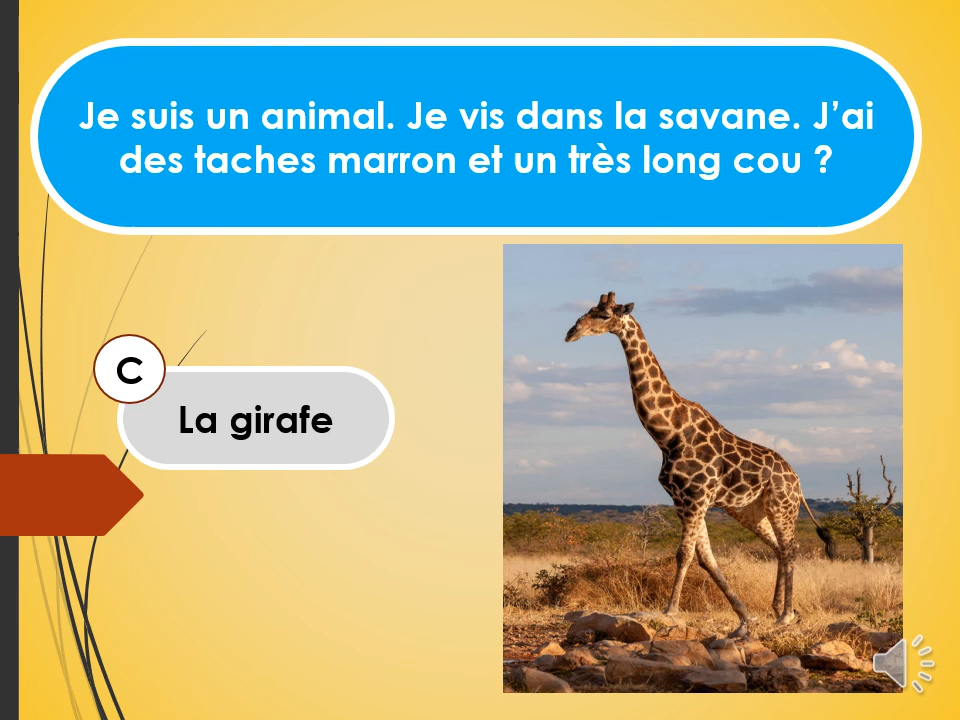 Je suis un animal. Je vis dans la savane. J’ai
des taches marron et un très long cou ?
C
La girafe